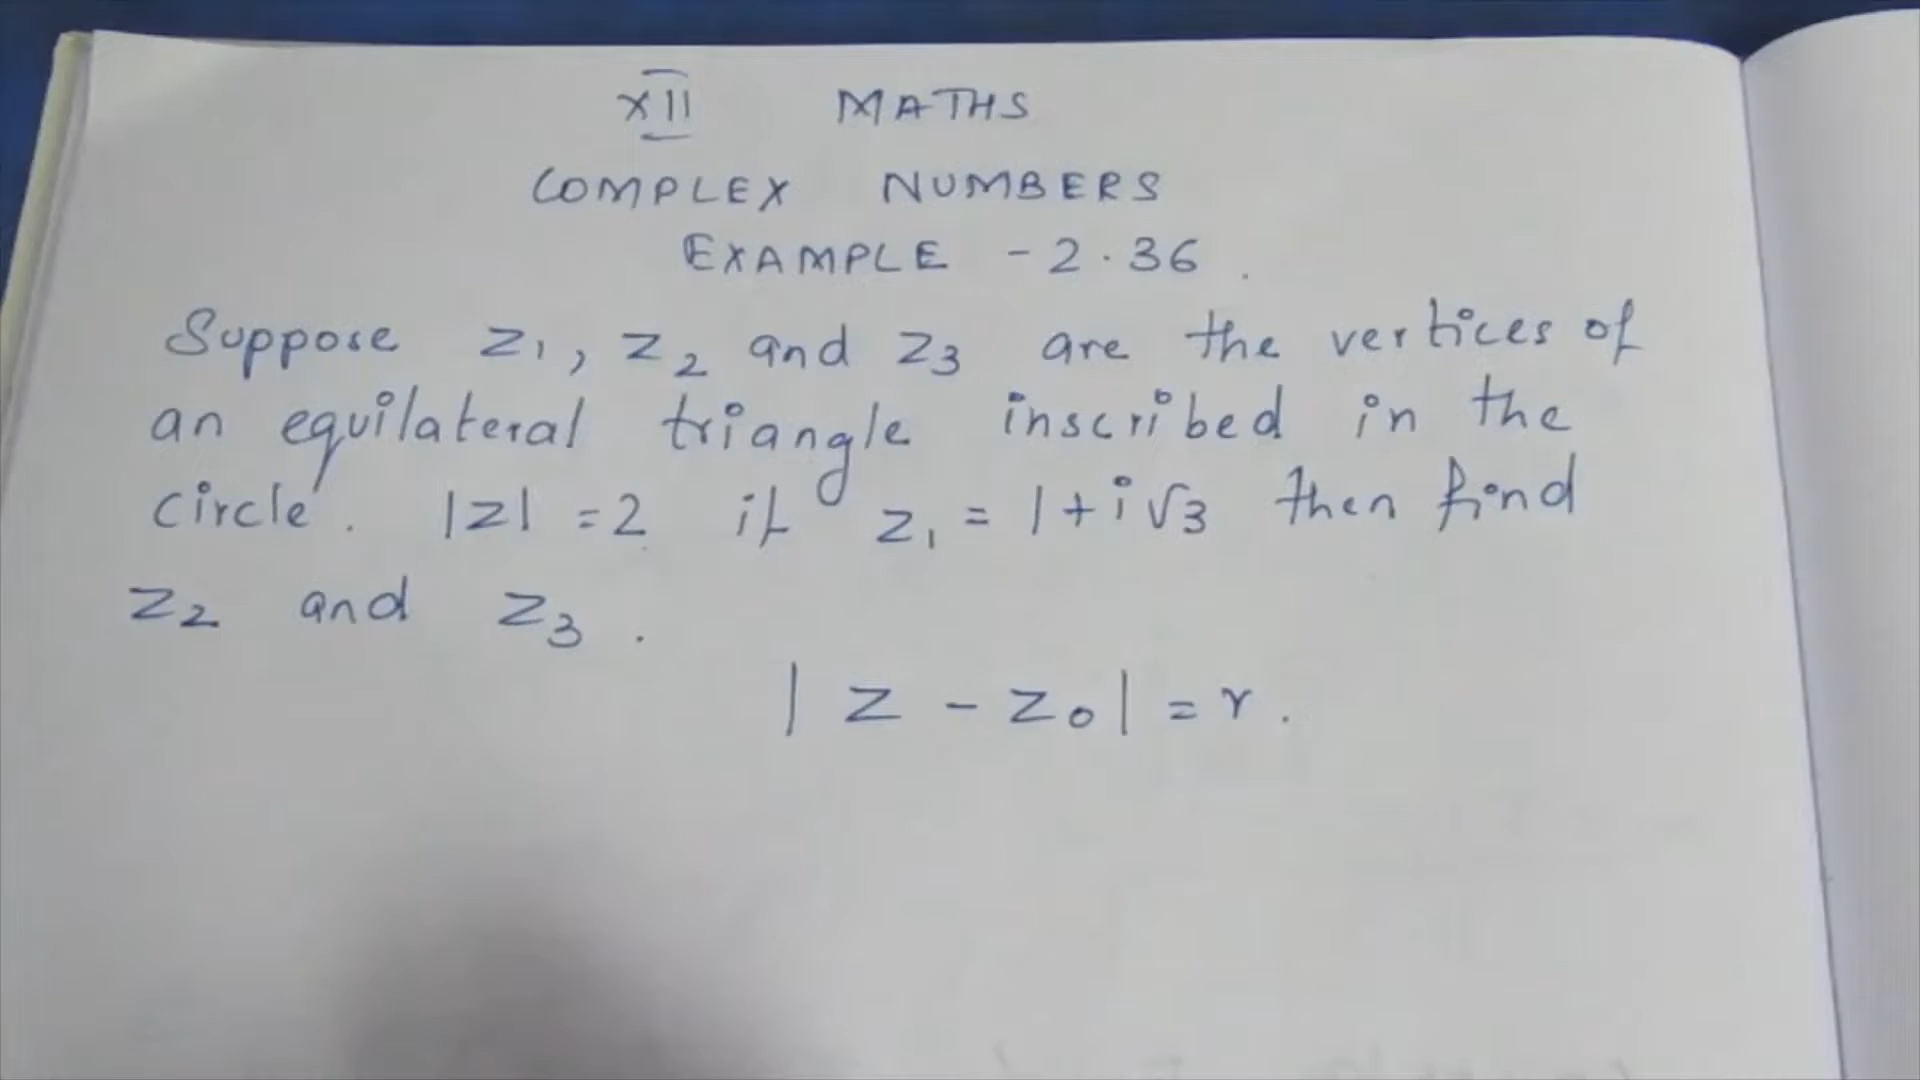 XII MATHS
COMPLEX NUMBERS
EXAMPLE - 2.36.
Suppose z₁, z₂ and z₃ are the vertices of
an equilateral triangle inscribed in the
circle. |z| = 2 if z₁ = 1 + i√3 then find
z₂ and z₃.
|z - z₀| = r.